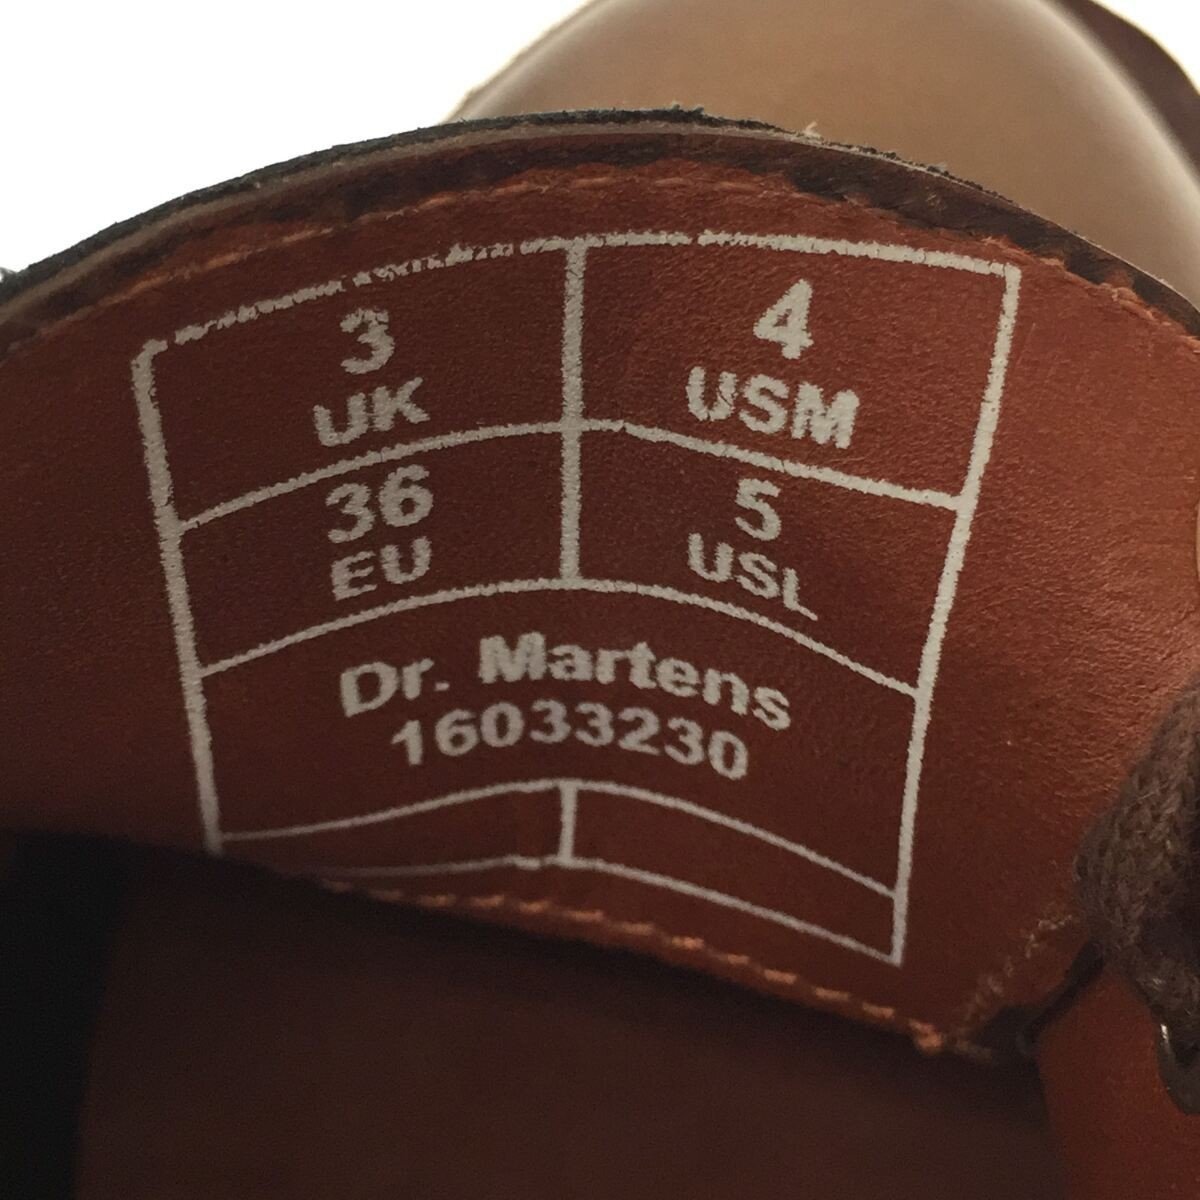 3 4
UK USM
36 5
EU USL
Dr. Martens
16033230